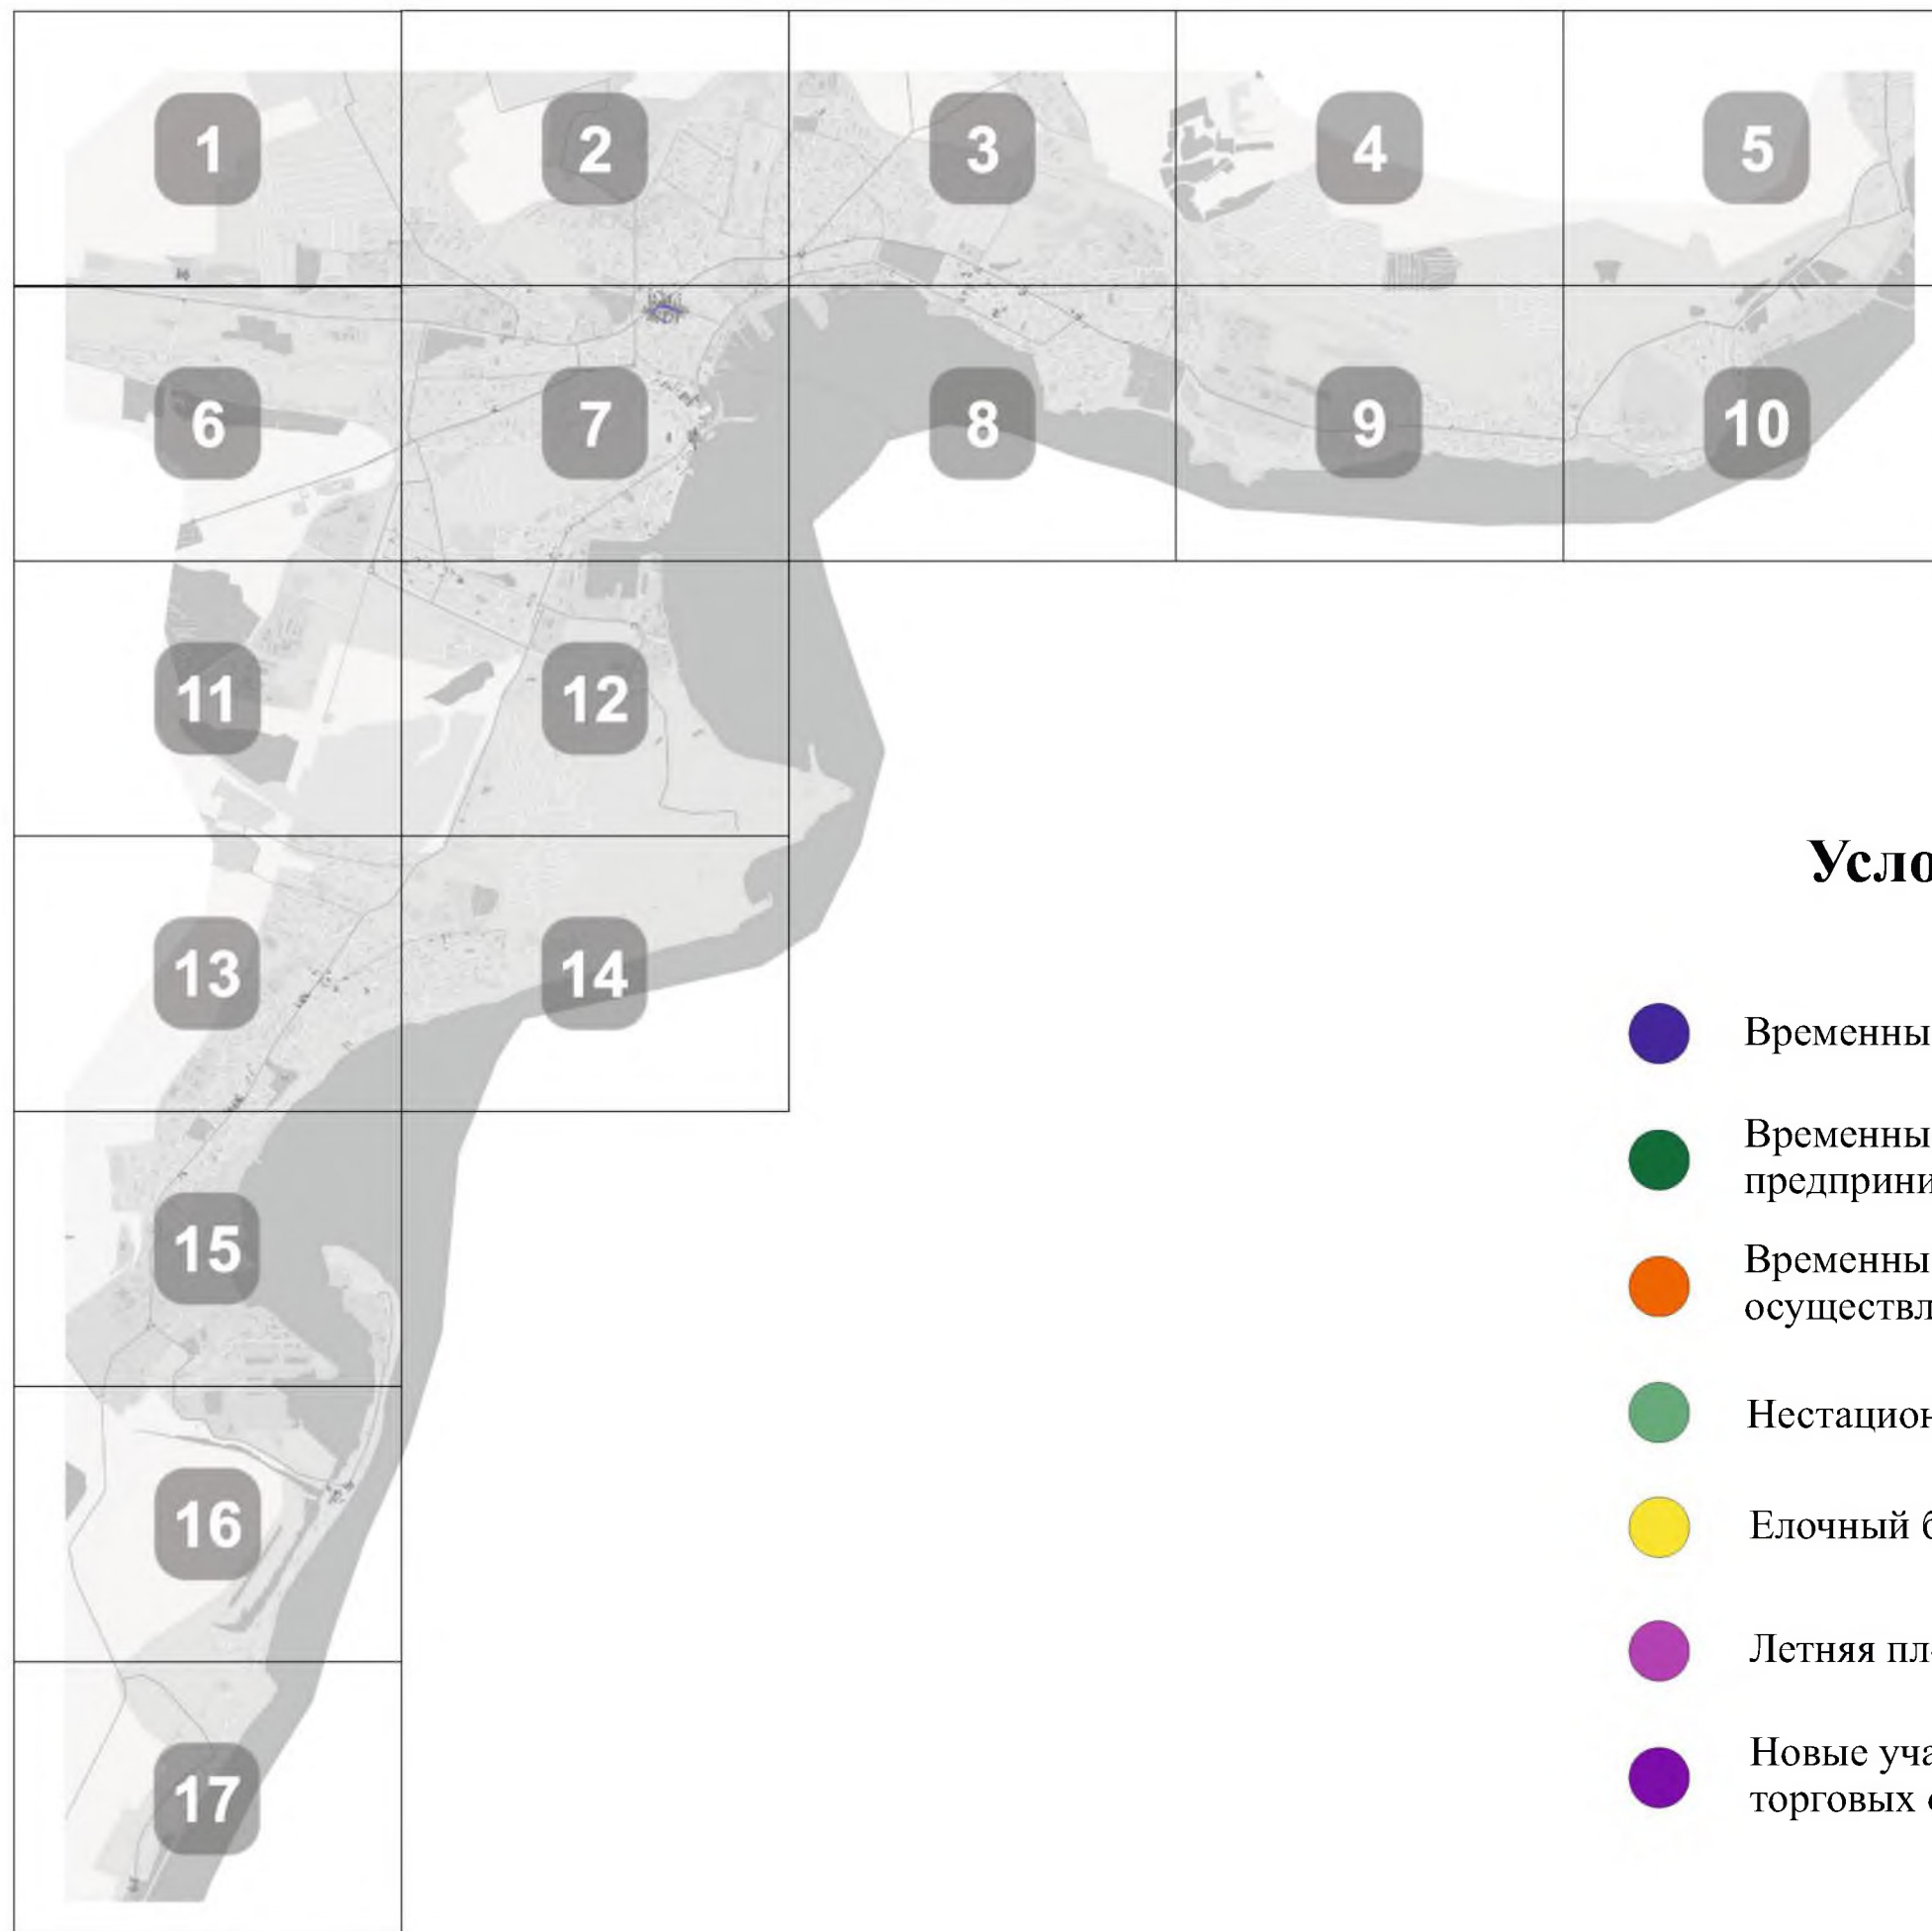 1
2
3
4
5
6
7
8
9
10
11
12
13
14
15
16
17
Усло
Временны
Временны
предприни
Временны
осуществл
Нестацион
Елочный б
Летняя пл
Новые уча
торговых